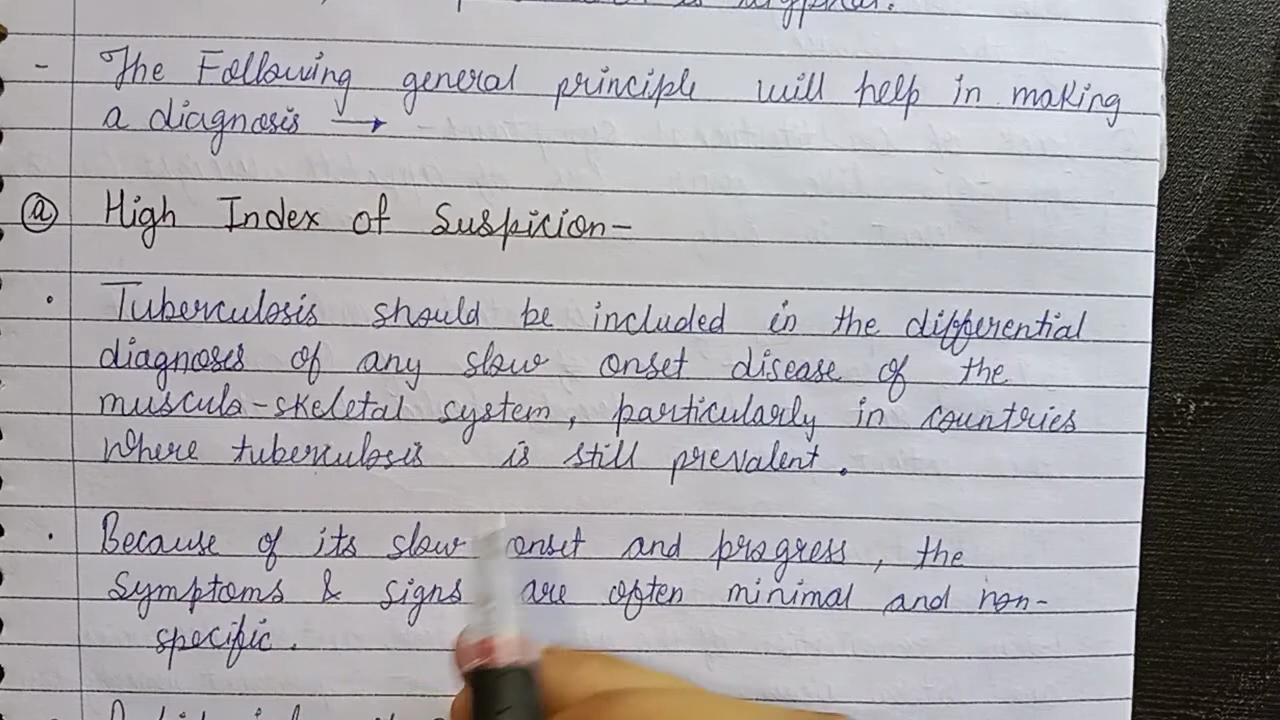 - The Following general principle will help in making
a diagnosis →
ⓐ High Index of Suspicion-
• Tuberculosis should be included in the differential
diagnosis of any slow onset disease of the
musculo-skeletal system, particularly in countries
where tuberculosis is still prevalent.
• Because of its slow onset and progress, the
symptoms & signs are often minimal and non-
specific.